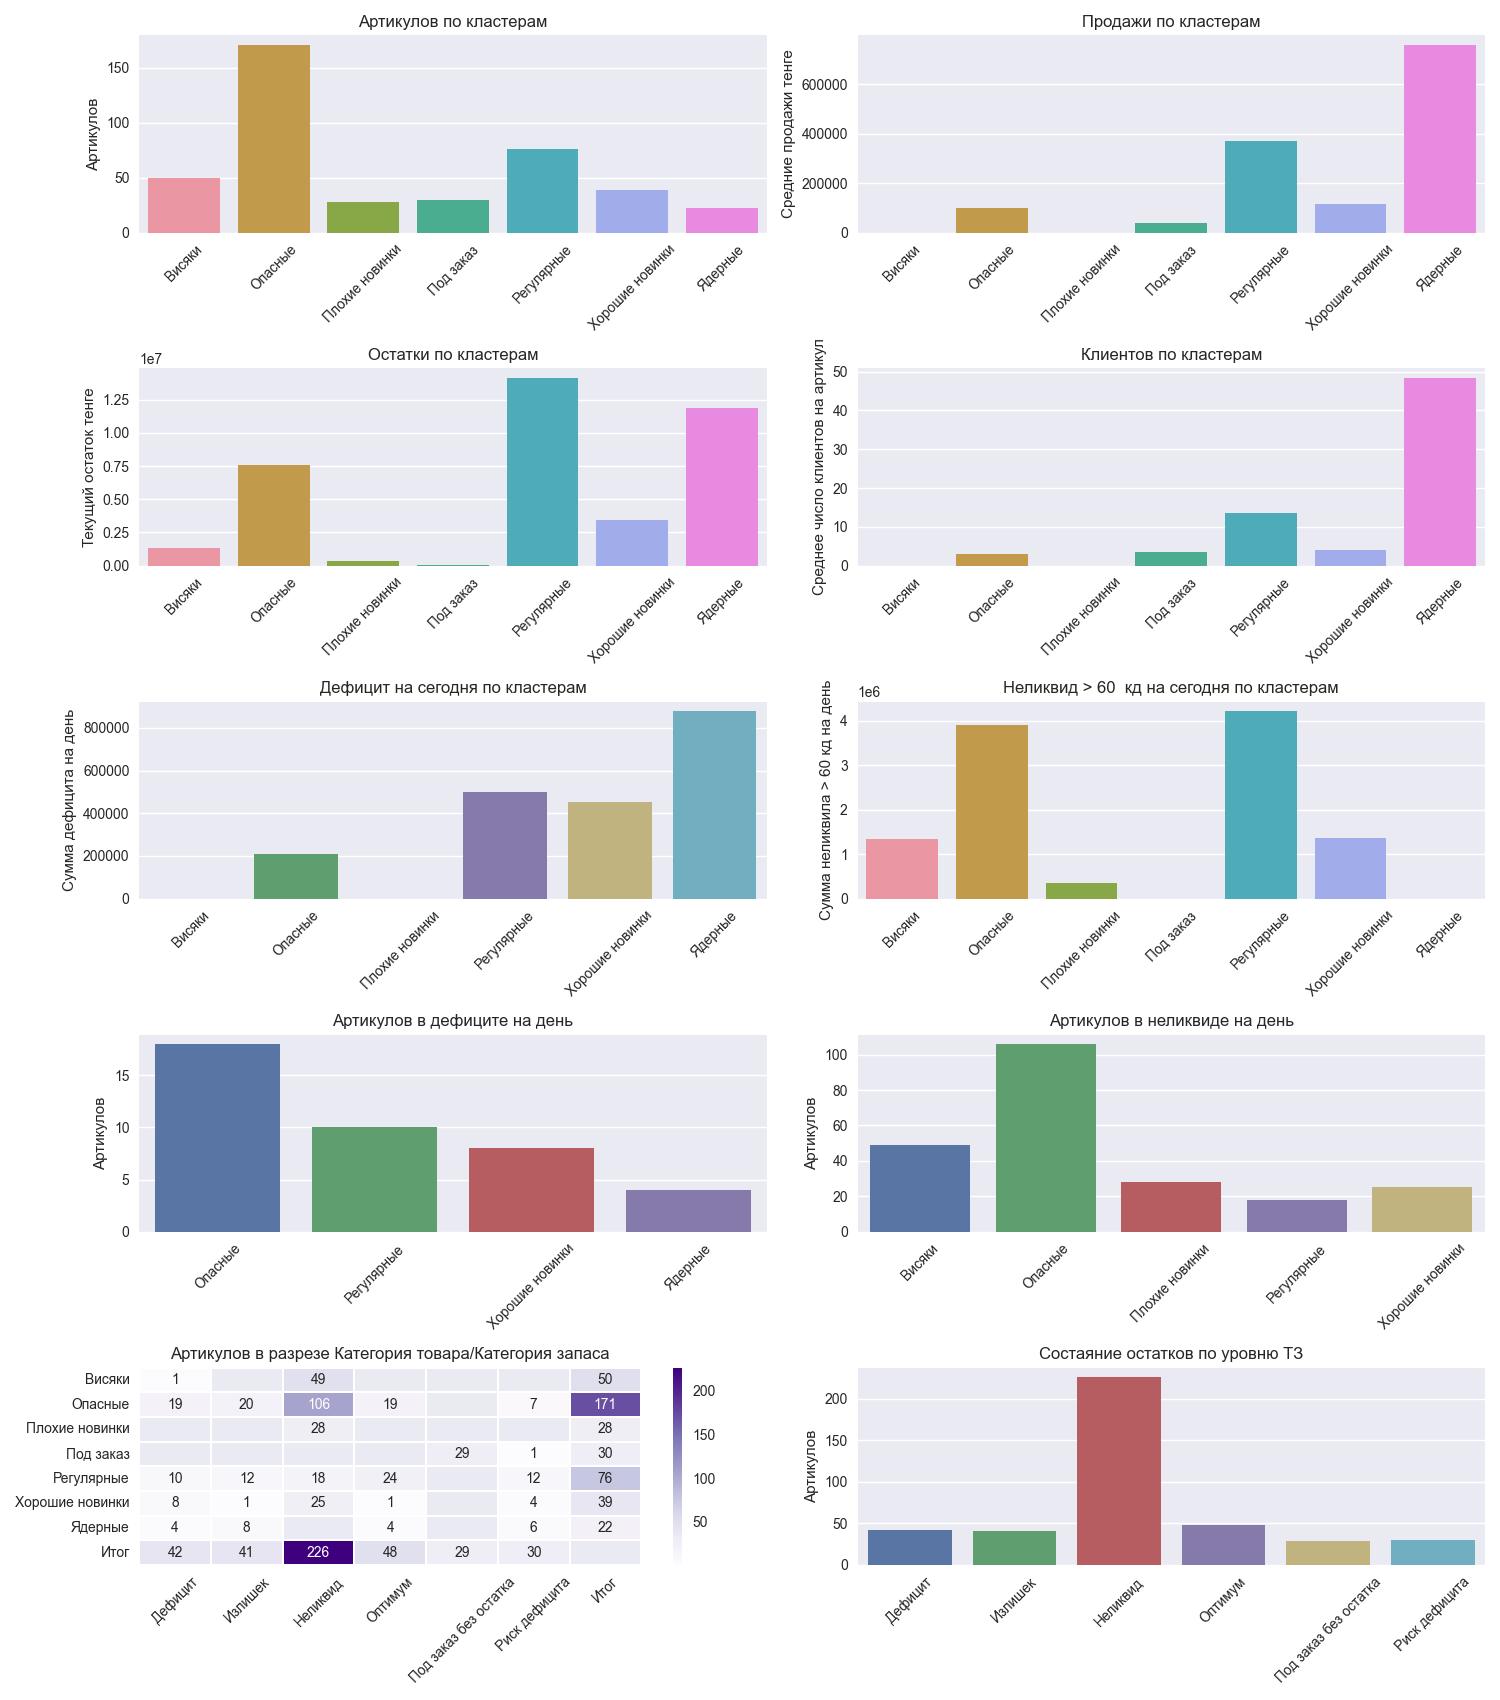 Артикулов по кластерам
Артикулов
150
100
50
0
Висяки
Опасные
Плохие новинки
Под заказ
Регулярные
Хорошие новинки
Ядерные
Продажи по кластерам
Средние продажи тенге
600000
400000
200000
0
Висяки
Опасные
Плохие новинки
Под заказ
Регулярные
Хорошие новинки
Ядерные
Остатки по кластерам
1e7
Текущий остаток тенге
1.25
1.00
0.75
0.50
0.25
0.00
Висяки
Опасные
Плохие новинки
Под заказ
Регулярные
Хорошие новинки
Ядерные
Клиентов по кластерам
Среднее число клиентов на артикул
50
40
30
20
10
0
Висяки
Опасные
Плохие новинки
Под заказ
Регулярные
Хорошие новинки
Ядерные
Дефицит на сегодня по кластерам
Сумма дефицита на день
800000
600000
400000
200000
0
Висяки
Опасные
Плохие новинки
Регулярные
Хорошие новинки
Ядерные
Неликвид > 60 кд на сегодня по кластерам
1e6
Сумма неликвила > 60 кд на день
4
3
2
1
0
Висяки
Опасные
Плохие новинки
Под заказ
Регулярные
Хорошие новинки
Ядерные
Артикулов в дефиците на день
Артикулов
15
10
5
0
Опасные
Регулярные
Хорошие новинки
Ядерные
Артикулов в неликвиде на день
Артикулов
100
80
60
40
20
0
Висяки
Опасные
Плохие новинки
Регулярные
Хорошие новинки
Артикулов в разрезе Категория товара/Категория запаса
Висяки 1 49 50
Опасные 19 20 106 19 7 171
Плохие новинки 28 28
Под заказ 29 1 30
Регулярные 10 12 18 24 12 76
Хорошие новинки 8 1 25 1 4 39
Ядерные 4 8 4 6 22
Итог 42 41 226 48 29 30
Дефицит
Излишек
Неликвид
Оптимум
Под заказ без остатка
Риск дефицита
Итог
200
150
100
50
Состаяние остатков по уровню ТЗ
Артикулов
200
150
100
50
0
Дефицит
Излишек
Неликвид
Оптимум
Под заказ без остатка
Риск дефицита